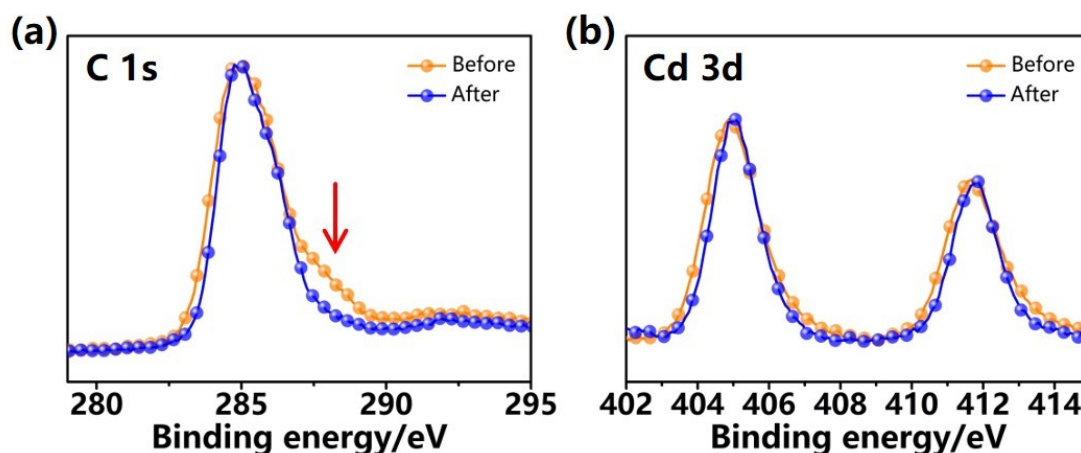 (a)
C 1s
Before
After
280 285 290 295
Binding energy/eV
(b)
Cd 3d
Before
After
402 404 406 408 410 412 414
Binding energy/eV